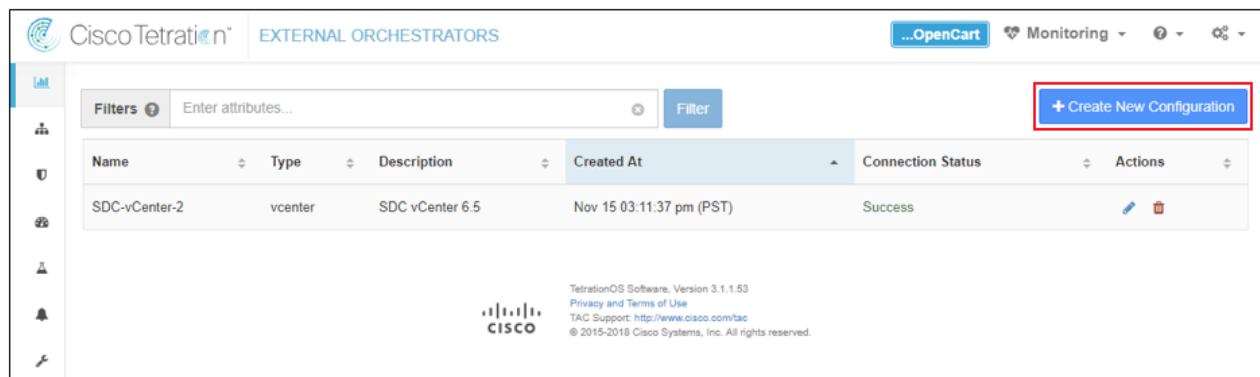 Cisco Tetration™ EXTERNAL ORCHESTRATORS ...OpenCart Monitoring
Filters Enter attributes... Filter + Create New Configuration
Name Type Description Created At Connection Status Actions
SDC-vCenter-2 vcenter SDC vCenter 6.5 Nov 15 03:11:37 pm (PST) Success
TetrationOS Software, Version 3.1.1.53
Privacy and Terms of Use
TAC Support: http://www.cisco.com/tac
© 2015-2018 Cisco Systems, Inc. All rights reserved.
CISCO